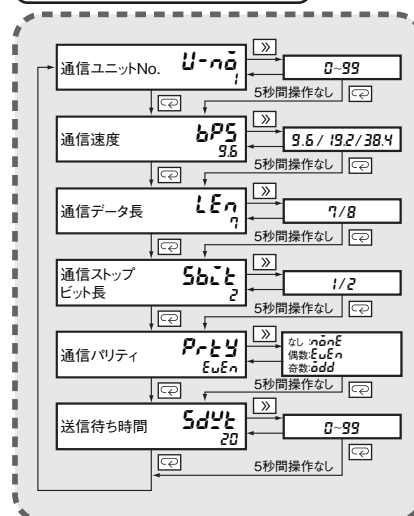 通信ユニットNo. U-no
1
0~99
5秒間操作なし
通信速度 bPS
9.6
9.6 / 19.2 / 38.4
5秒間操作なし
通信データ長 LEn
7
7/8
5秒間操作なし
通信ストップ
ビット長 Sbit
2
1/2
5秒間操作なし
通信パリティ Prty
EuEn
なし:nonE
偶数:EuEn
奇数:odd
5秒間操作なし
送信待ち時間 SdYt
20
0~99
5秒間操作なし